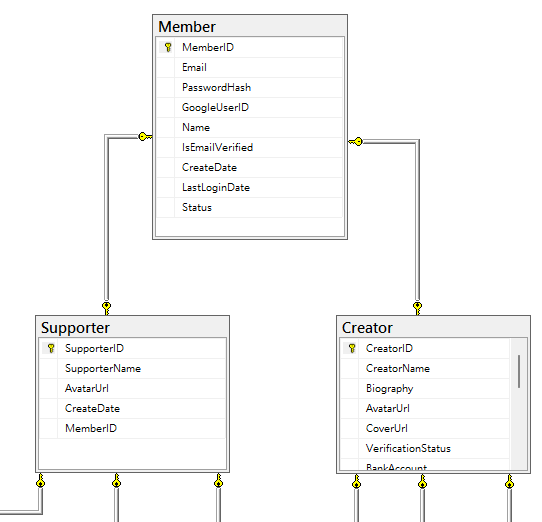 Member
MemberID
Email
PasswordHash
GoogleUserID
Name
IsEmailVerified
CreateDate
LastLoginDate
Status
Supporter
SupporterID
SupporterName
AvatarUrl
CreateDate
MemberID
Creator
CreatorID
CreatorName
Biography
AvatarUrl
CoverUrl
VerificationStatus
BankAccount